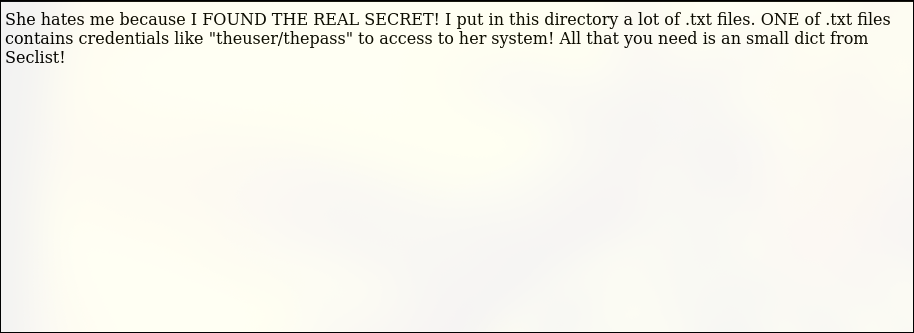 She hates me because I FOUND THE REAL SECRET! I put in this directory a lot of .txt files. ONE of .txt files
contains credentials like "theuser/thepass" to access to her system! All that you need is an small dict from
Seclist!